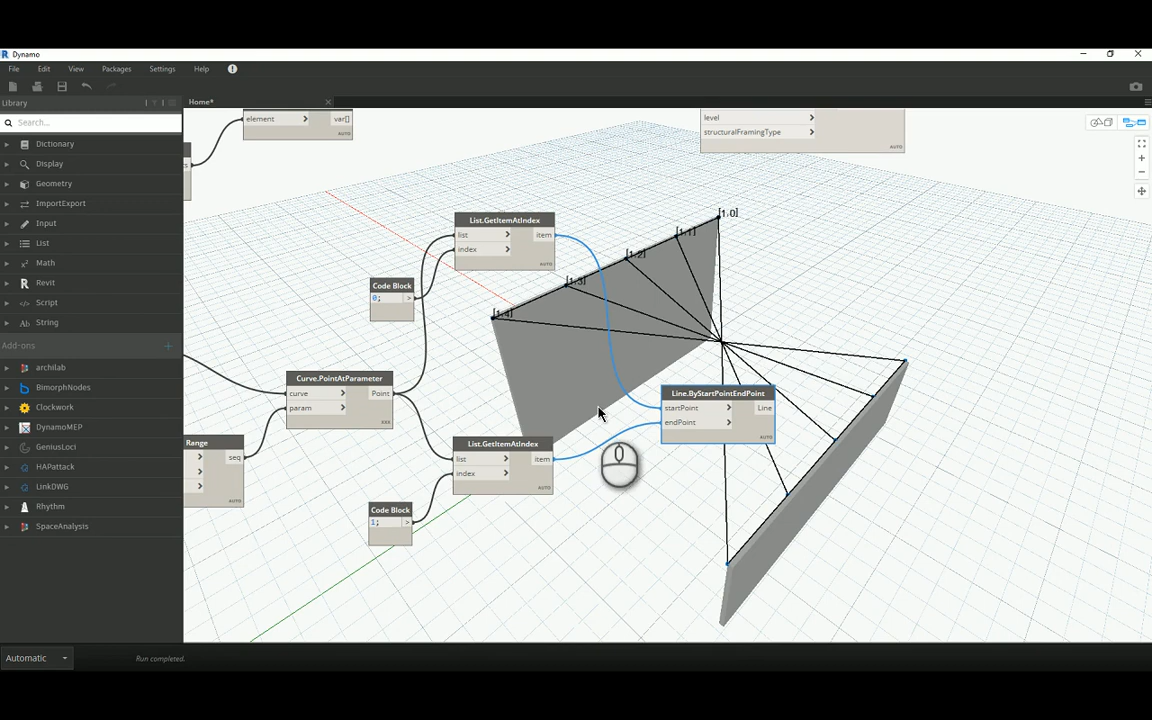 Dynamo
File Edit View Packages Settings Help
Library
Home*
Search...
Dictionary
Display
Geometry
ImportExport
Input
List
Math
Revit
Script
String
Add-ons
archilab
BimorphNodes
Clockwork
DynaMEP
GeniusLoci
HAPattack
LinkDWG
Rhythm
SpaceAnalysis
element > var[]
AUTO
level >
structuralFramingType >
AUTO
List.GetItemAtIndex
list > item
index >
AUTO
Code Block
0; >
Curve.PointAtParameter
curve > Point
param >
XXX
Range
> seq
>
>
AUTO
List.GetItemAtIndex
list > item
index >
AUTO
Code Block
1; >
Line.ByStartPointEndPoint
startPoint > Line
endPoint >
AUTO
[1,0]
[1,1]
[1,2]
[1,3]
[1,4]
Automatic
Run completed.